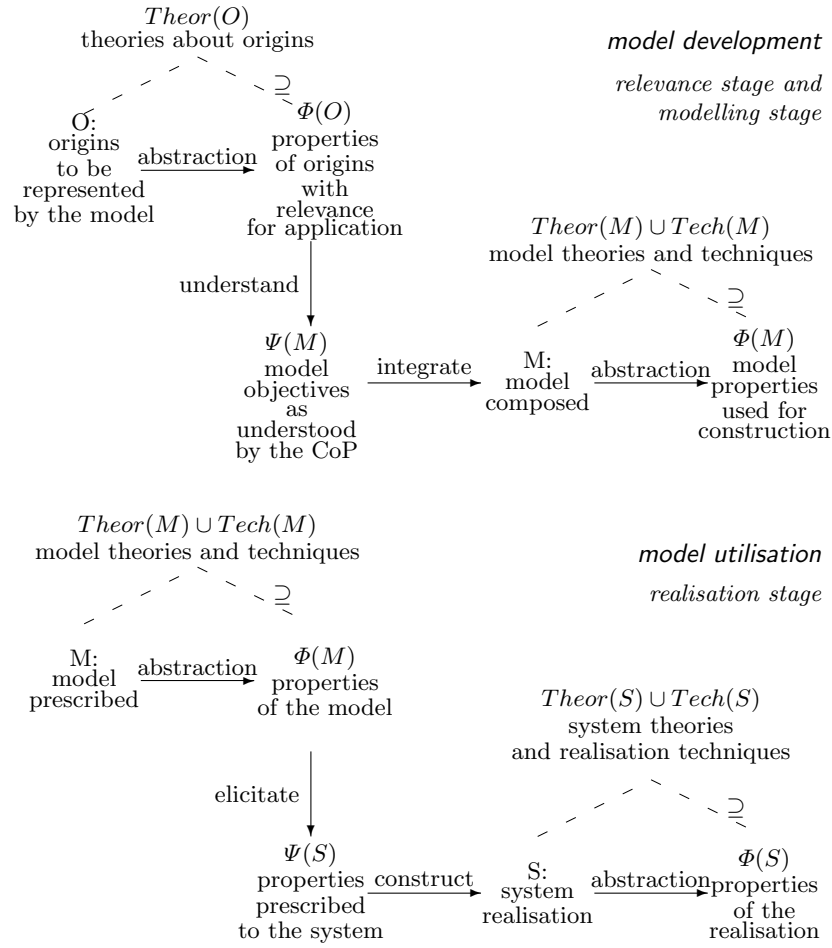 Theor(O)
theories about origins
model development
relevance stage and
modelling stage
⊇
O:
origins
to be
represented
by the model
abstraction
Φ(O)
properties
of origins
with
relevance
for application
understand
Theor(M) ∪ Tech(M)
model theories and techniques
⊇
Ψ(M)
model
objectives
as
understood
by the CoP
integrate
M:
model
composed
abstraction
Φ(M)
model
properties
used for
construction
Theor(M) ∪ Tech(M)
model theories and techniques
model utilisation
realisation stage
⊇
M:
model
prescribed
abstraction
Φ(M)
properties
of the model
elicitate
Theor(S) ∪ Tech(S)
system theories
and realisation techniques
⊇
Ψ(S)
properties
prescribed
to the system
construct
S:
system
realisation
abstraction
Φ(S)
properties
of the
realisation